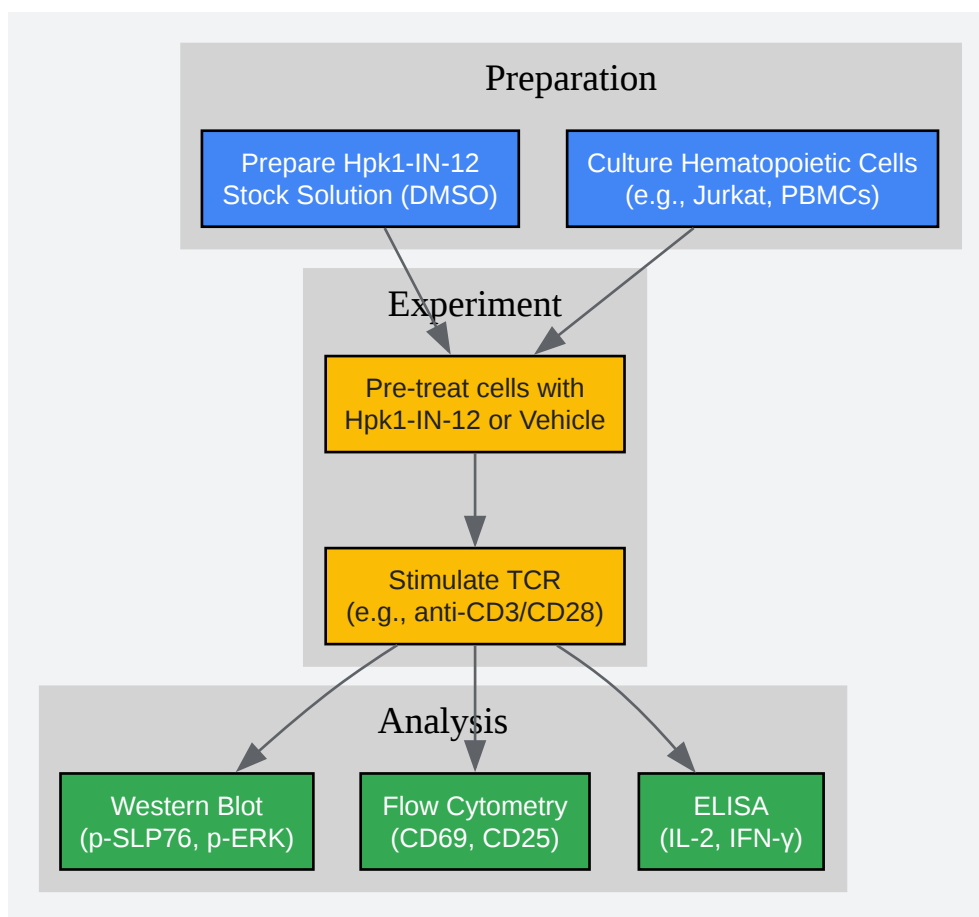 Preparation
Prepare Hpk1-IN-12
Stock Solution (DMSO)
Culture Hematopoietic Cells
(e.g., Jurkat, PBMCs)
Experiment
Pre-treat cells with
Hpk1-IN-12 or Vehicle
Stimulate TCR
(e.g., anti-CD3/CD28)
Analysis
Western Blot
(p-SLP76, p-ERK)
Flow Cytometry
(CD69, CD25)
ELISA
(IL-2, IFN-γ)